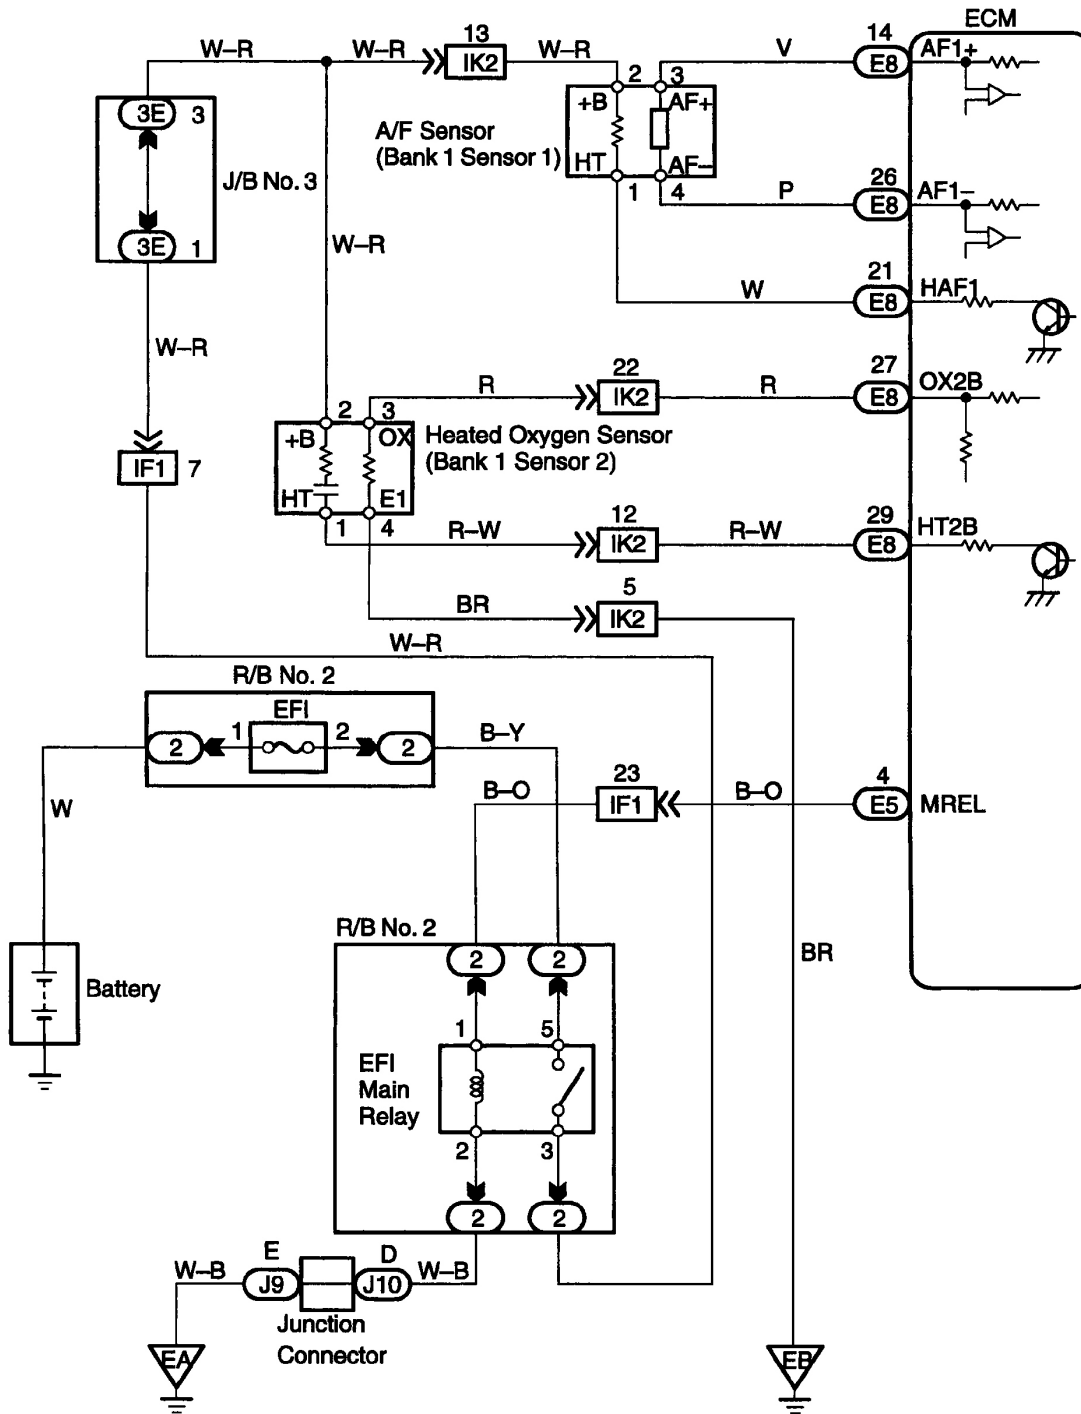 ECM
13
14
W–R
W–R
IK2
W–R
V
E8
AF1+
2
3
3E
3
+B
AF+
A/F Sensor
(Bank 1 Sensor 1)
HT
AF–
J/B No. 3
1
4
P
26
E8
AF1–
3E
1
W–R
21
W
E8
HAF1
W–R
22
27
R
IK2
R
E8
OX2B
2
3
+B
OX
Heated Oxygen Sensor
(Bank 1 Sensor 2)
IF1
7
HT
E1
1
4
12
29
R–W
IK2
R–W
E8
HT2B
5
BR
IK2
W–R
R/B No. 2
EFI
2
1
2
2
B–Y
23
4
B–O
IF1
B–O
E5
MREL
W
R/B No. 2
2
2
BR
Battery
1
5
EFI
Main
Relay
2
3
2
2
E
D
W–B
J9
J10
W–B
Junction
Connector
EA
EB